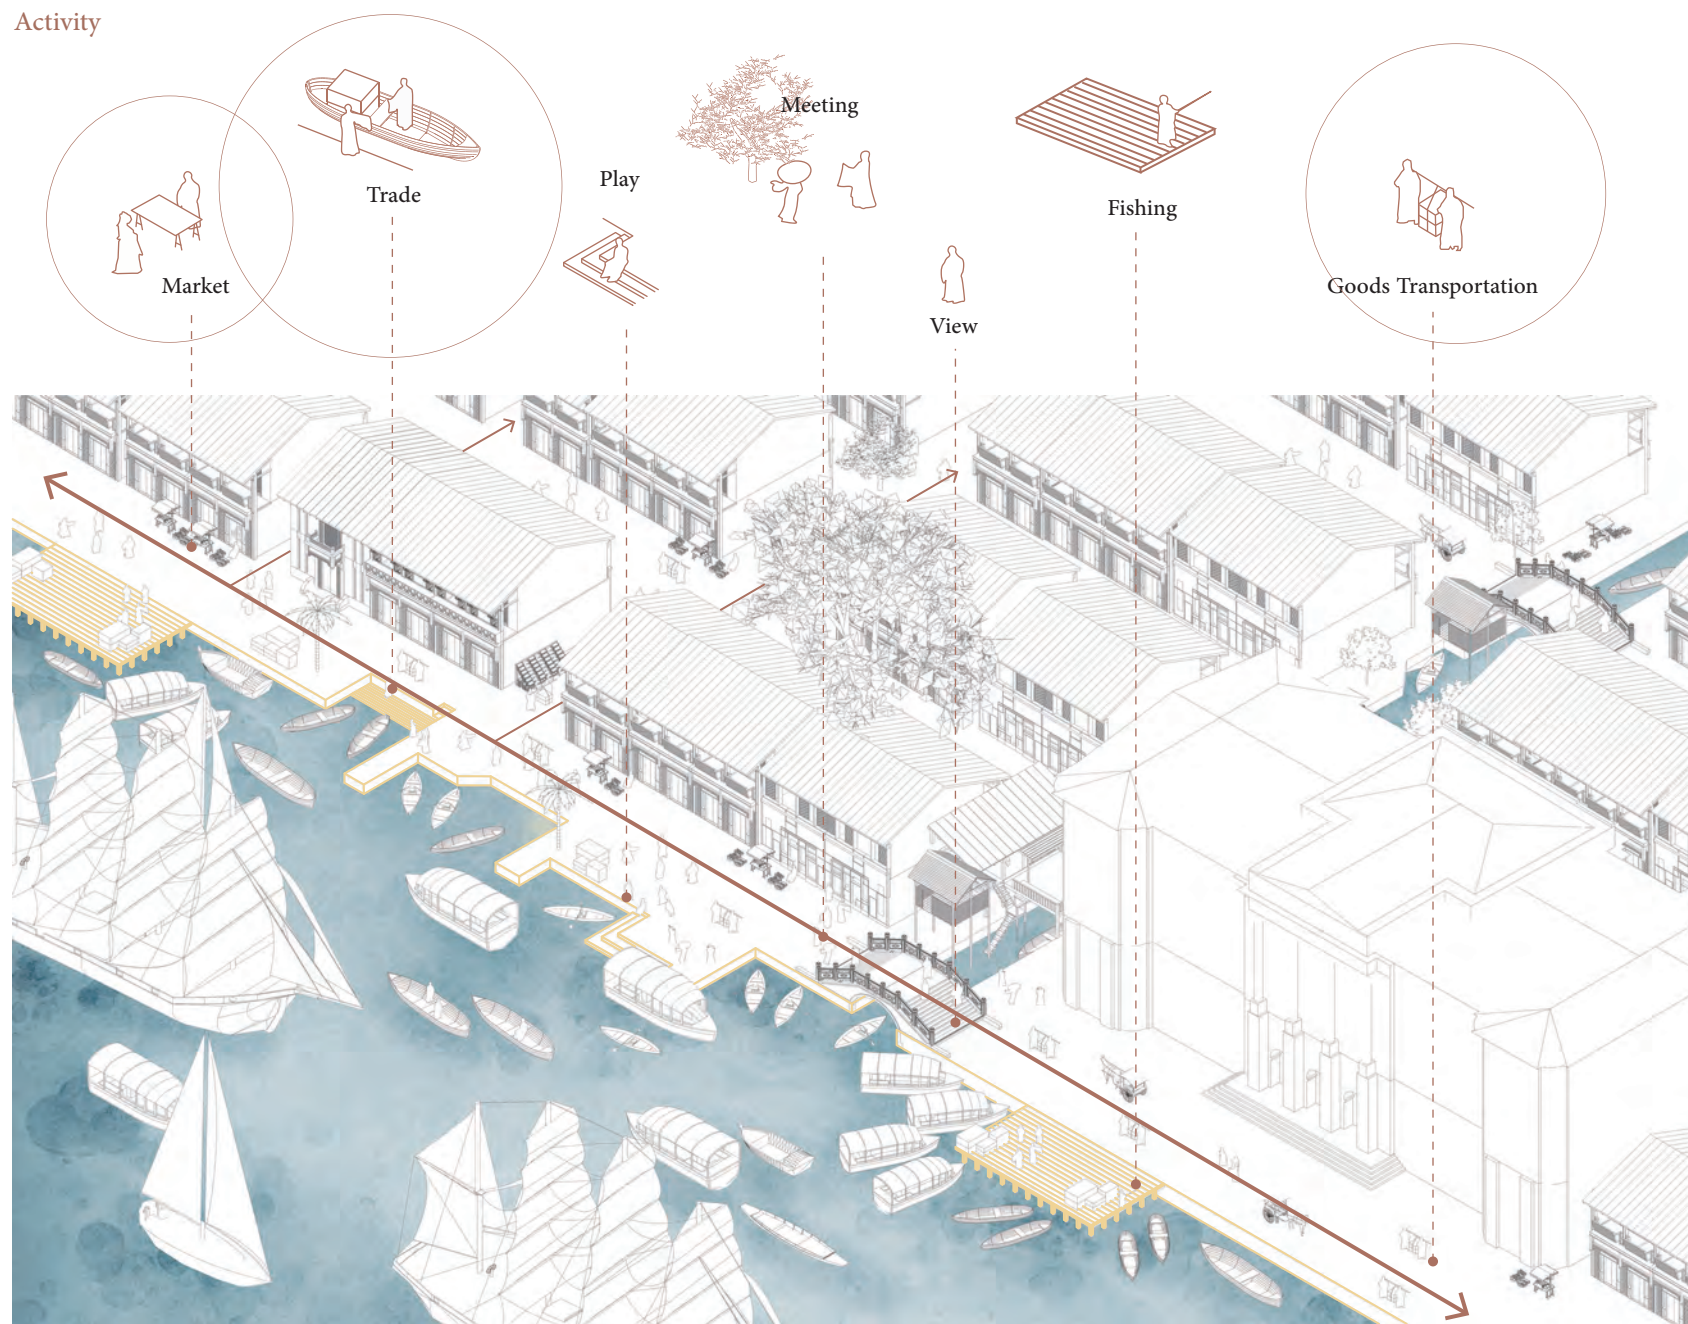 Activity
Market
Trade
Play
Meeting
View
Fishing
Goods Transportation